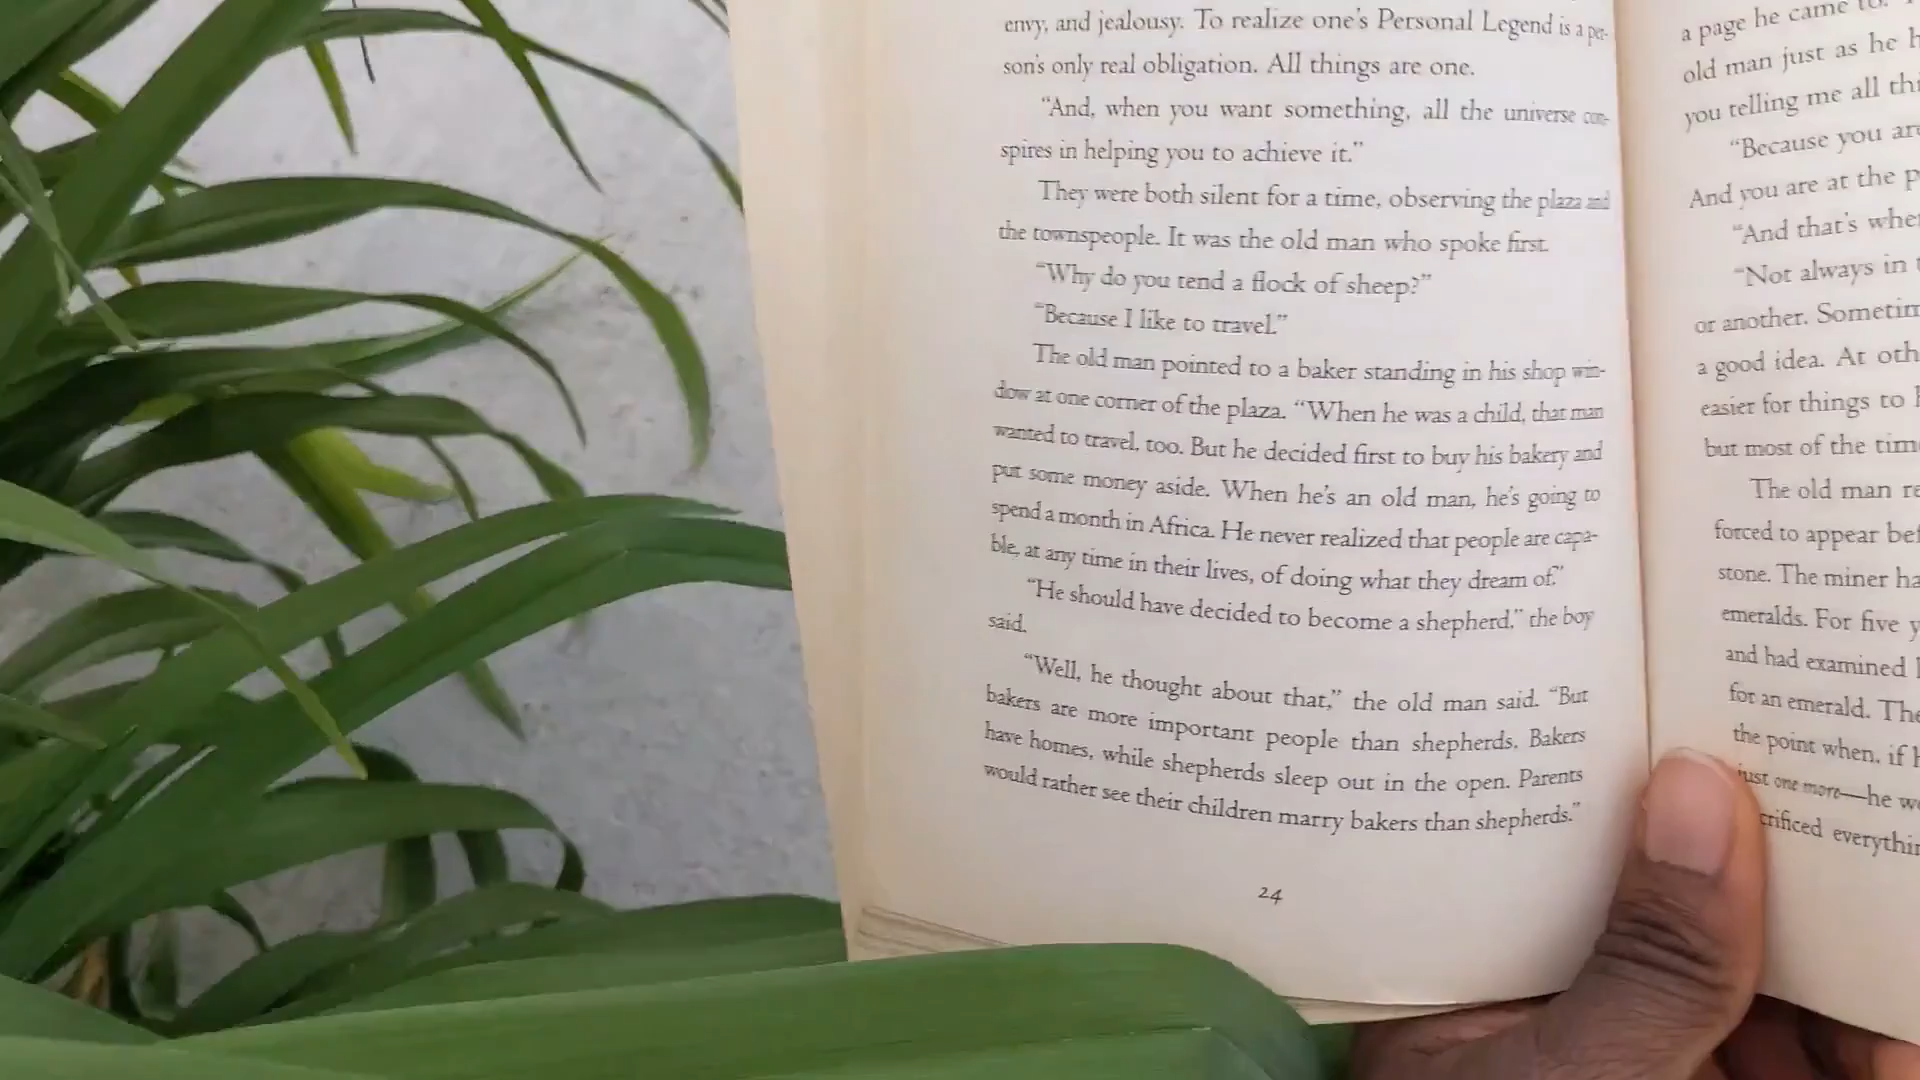 envy, and jealousy. To realize one's Personal Legend is a per-
son's only real obligation. All things are one.
"And, when you want something, all the universe con-
spires in helping you to achieve it."
They were both silent for a time, observing the plaza and
the townspeople. It was the old man who spoke first.
"Why do you tend a flock of sheep?"
"Because I like to travel."
The old man pointed to a baker standing in his shop win-
dow at one corner of the plaza. "When he was a child, that man
wanted to travel, too. But he decided first to buy his bakery and
put some money aside. When he's an old man, he's going to
spend a month in Africa. He never realized that people are capa-
ble, at any time in their lives, of doing what they dream of."
"He should have decided to become a shepherd," the boy
said.
"Well, he thought about that," the old man said. "But
bakers are more important people than shepherds. Bakers
have homes, while shepherds sleep out in the open. Parents
would rather see their children marry bakers than shepherds."
24
a page he came to.
old man just as he
you telling me all
"Because you
And you are at the
"And that's
"Not always in
or another.
a good idea. At
easier for things to
but most of the
The old man
forced to appear
stone. The miner
emeralds. For five
and had examined
for an emerald.
the point when, if
just one more—he
everything